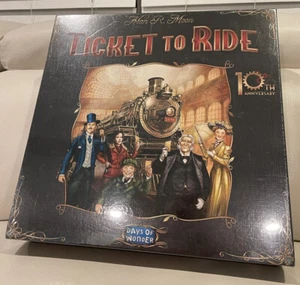 Alan R. Moon
TICKET TO RIDE
10TH
ANNIVERSARY
DAYS OF
WONDER